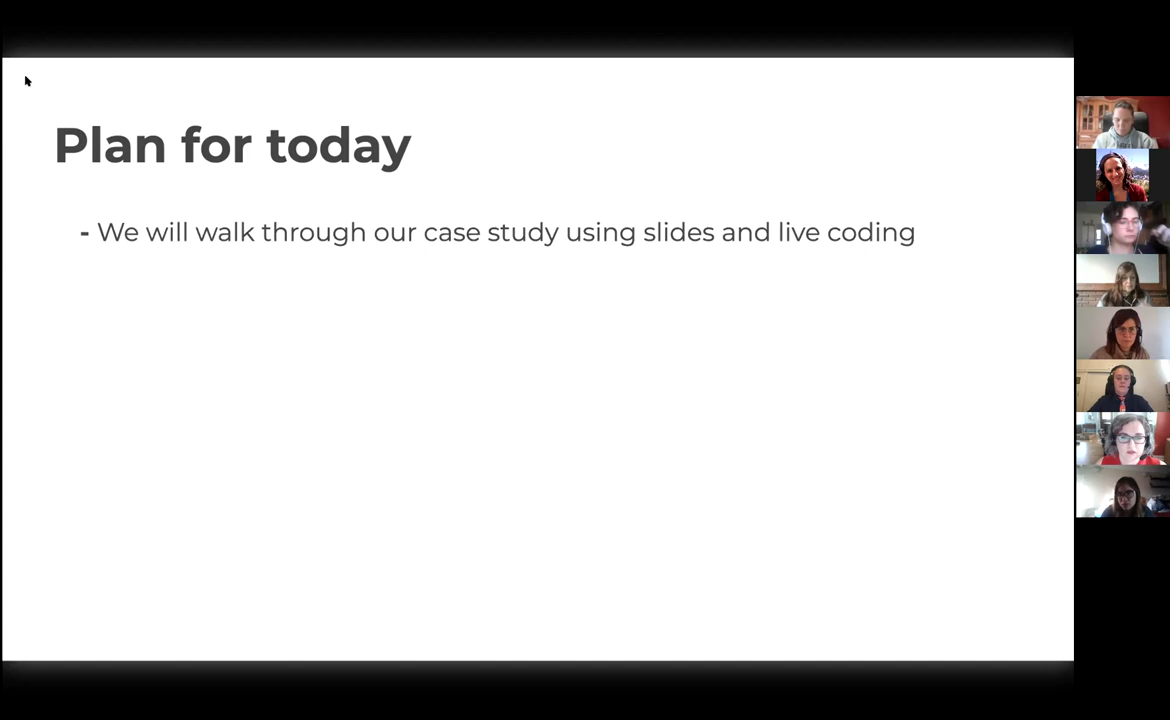 Plan for today
- We will walk through our case study using slides and live coding